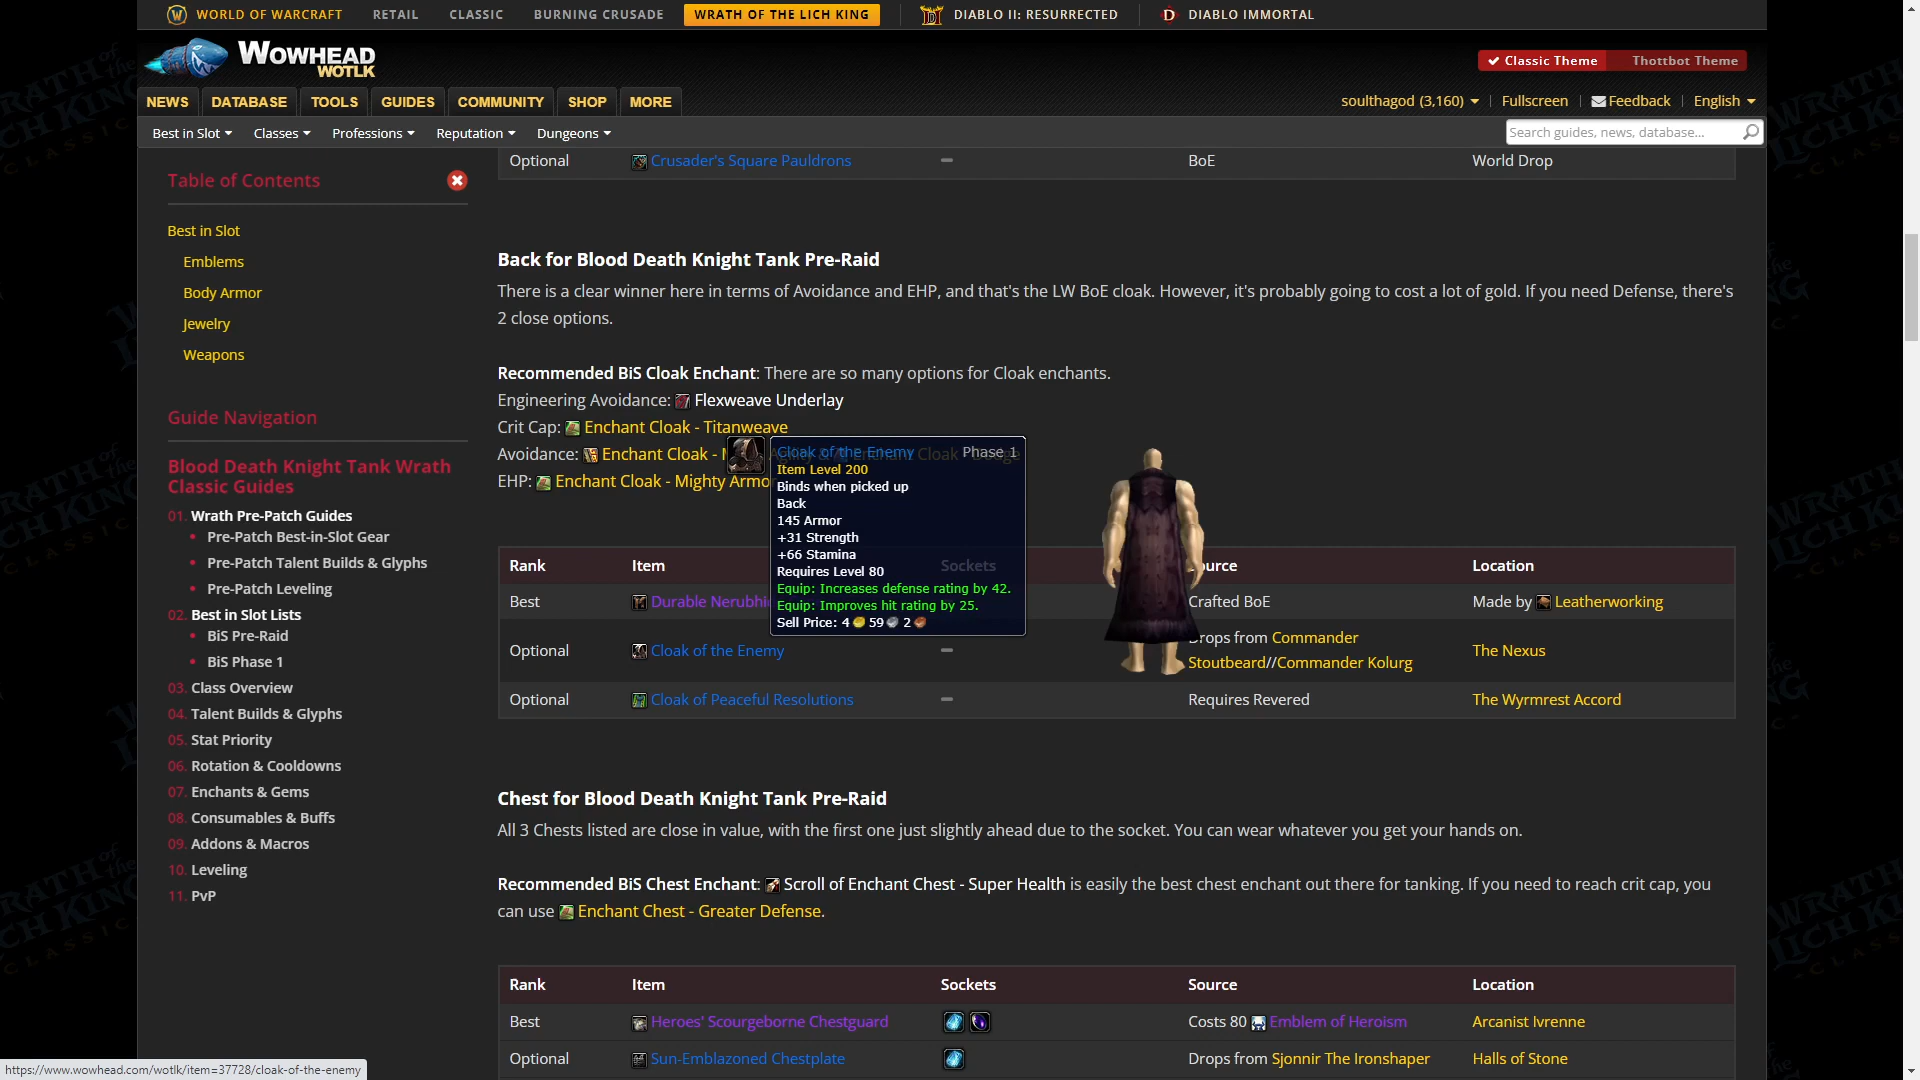 WORLD OF WARCRAFT RETAIL CLASSIC BURNING CRUSADE WRATH OF THE LICH KING DIABLO II: RESURRECTED DIABLO IMMORTAL
WOWHEAD
WOTLK
Classic Theme Thottbot Theme
NEWS DATABASE TOOLS GUIDES COMMUNITY SHOP MORE
soulthagod (3,160) Fullscreen Feedback English
Best in Slot Classes Professions Reputation Dungeons
Search guides, news, database...
Optional Crusader's Square Pauldrons BoE World Drop
Table of Contents
Best in Slot
Emblems
Body Armor
Jewelry
Weapons
Guide Navigation
Blood Death Knight Tank Wrath
Classic Guides
01. Wrath Pre-Patch Guides
• Pre-Patch Best-in-Slot Gear
• Pre-Patch Talent Builds & Glyphs
• Pre-Patch Leveling
02. Best in Slot Lists
• BiS Pre-Raid
• BiS Phase 1
03. Class Overview
04. Talent Builds & Glyphs
05. Stat Priority
06. Rotation & Cooldowns
07. Enchants & Gems
08. Consumables & Buffs
09. Addons & Macros
10. Leveling
11. PvP
Back for Blood Death Knight Tank Pre-Raid
There is a clear winner here in terms of Avoidance and EHP, and that's the LW BoE cloak. However, it's probably going to cost a lot of gold. If you need Defense, there's
2 close options.
Recommended BiS Cloak Enchant: There are so many options for Cloak enchants.
Engineering Avoidance: Flexweave Underlay
Crit Cap: Enchant Cloak - Titanweave
Avoidance: Enchant Cloak -
EHP: Enchant Cloak - Mighty Armo
Cloak of the Enemy Phase 1
Item Level 200
Binds when picked up
Back
145 Armor
+31 Strength
+66 Stamina
Requires Level 80
Equip: Increases defense rating by 42.
Equip: Improves hit rating by 25.
Sell Price: 4 59 2
Rank Item Sockets ource Location
Best Durable Nerubhi Crafted BoE Made by Leatherworking
Optional Cloak of the Enemy – Drops from Commander
Stoutbeard//Commander Kolurg The Nexus
Optional Cloak of Peaceful Resolutions – Requires Revered The Wyrmrest Accord
Chest for Blood Death Knight Tank Pre-Raid
All 3 Chests listed are close in value, with the first one just slightly ahead due to the socket. You can wear whatever you get your hands on.
Recommended BiS Chest Enchant: Scroll of Enchant Chest - Super Health is easily the best chest enchant out there for tanking. If you need to reach crit cap, you
can use Enchant Chest - Greater Defense.
Rank Item Sockets Source Location
Best Heroes' Scourgeborne Chestguard Costs 80 Emblem of Heroism Arcanist Ivrenne
Optional Sun-Emblazoned Chestplate Drops from Sjonnir The Ironshaper Halls of Stone
https://www.wowhead.com/wotlk/item=37728/cloak-of-the-enemy